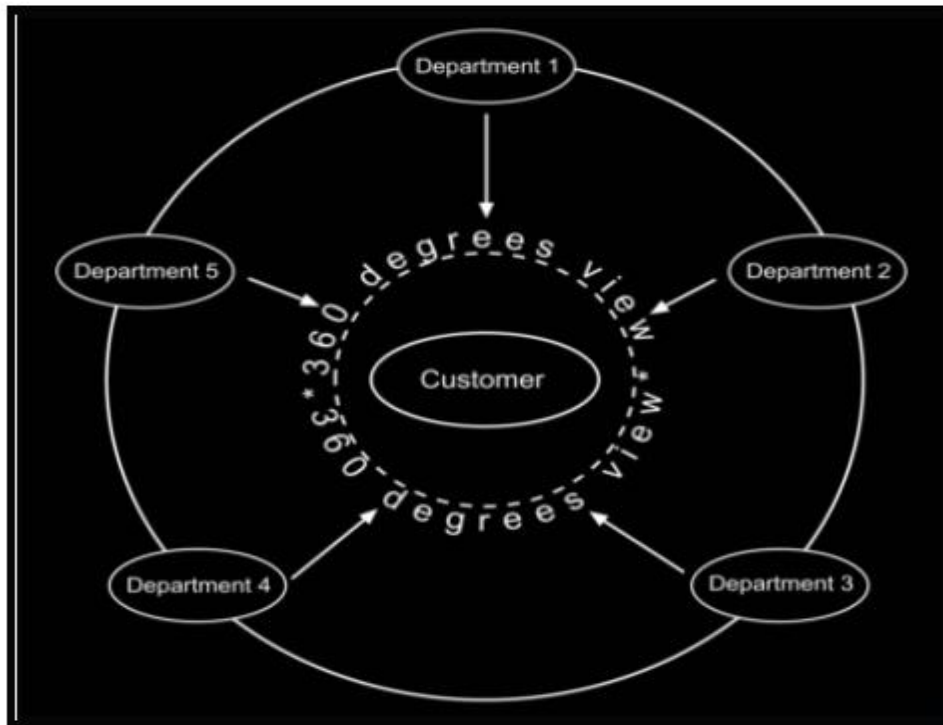 Department 1
Department 5
Department 2
*360 degrees view*
Customer
*360 degrees view*
Department 4
Department 3